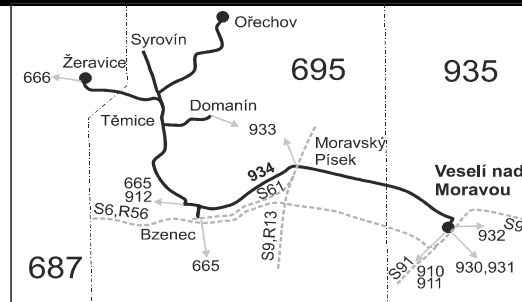 Ořechov
Syrovín
Žeravice
666
695
935
Domanín
Těmice
933
Moravský
Písek
934
665
912
S61
Veselí nad
Moravou
S6,R56
Bzenec
S9,R13
S9
932
687
665
S91
910
911
930,931